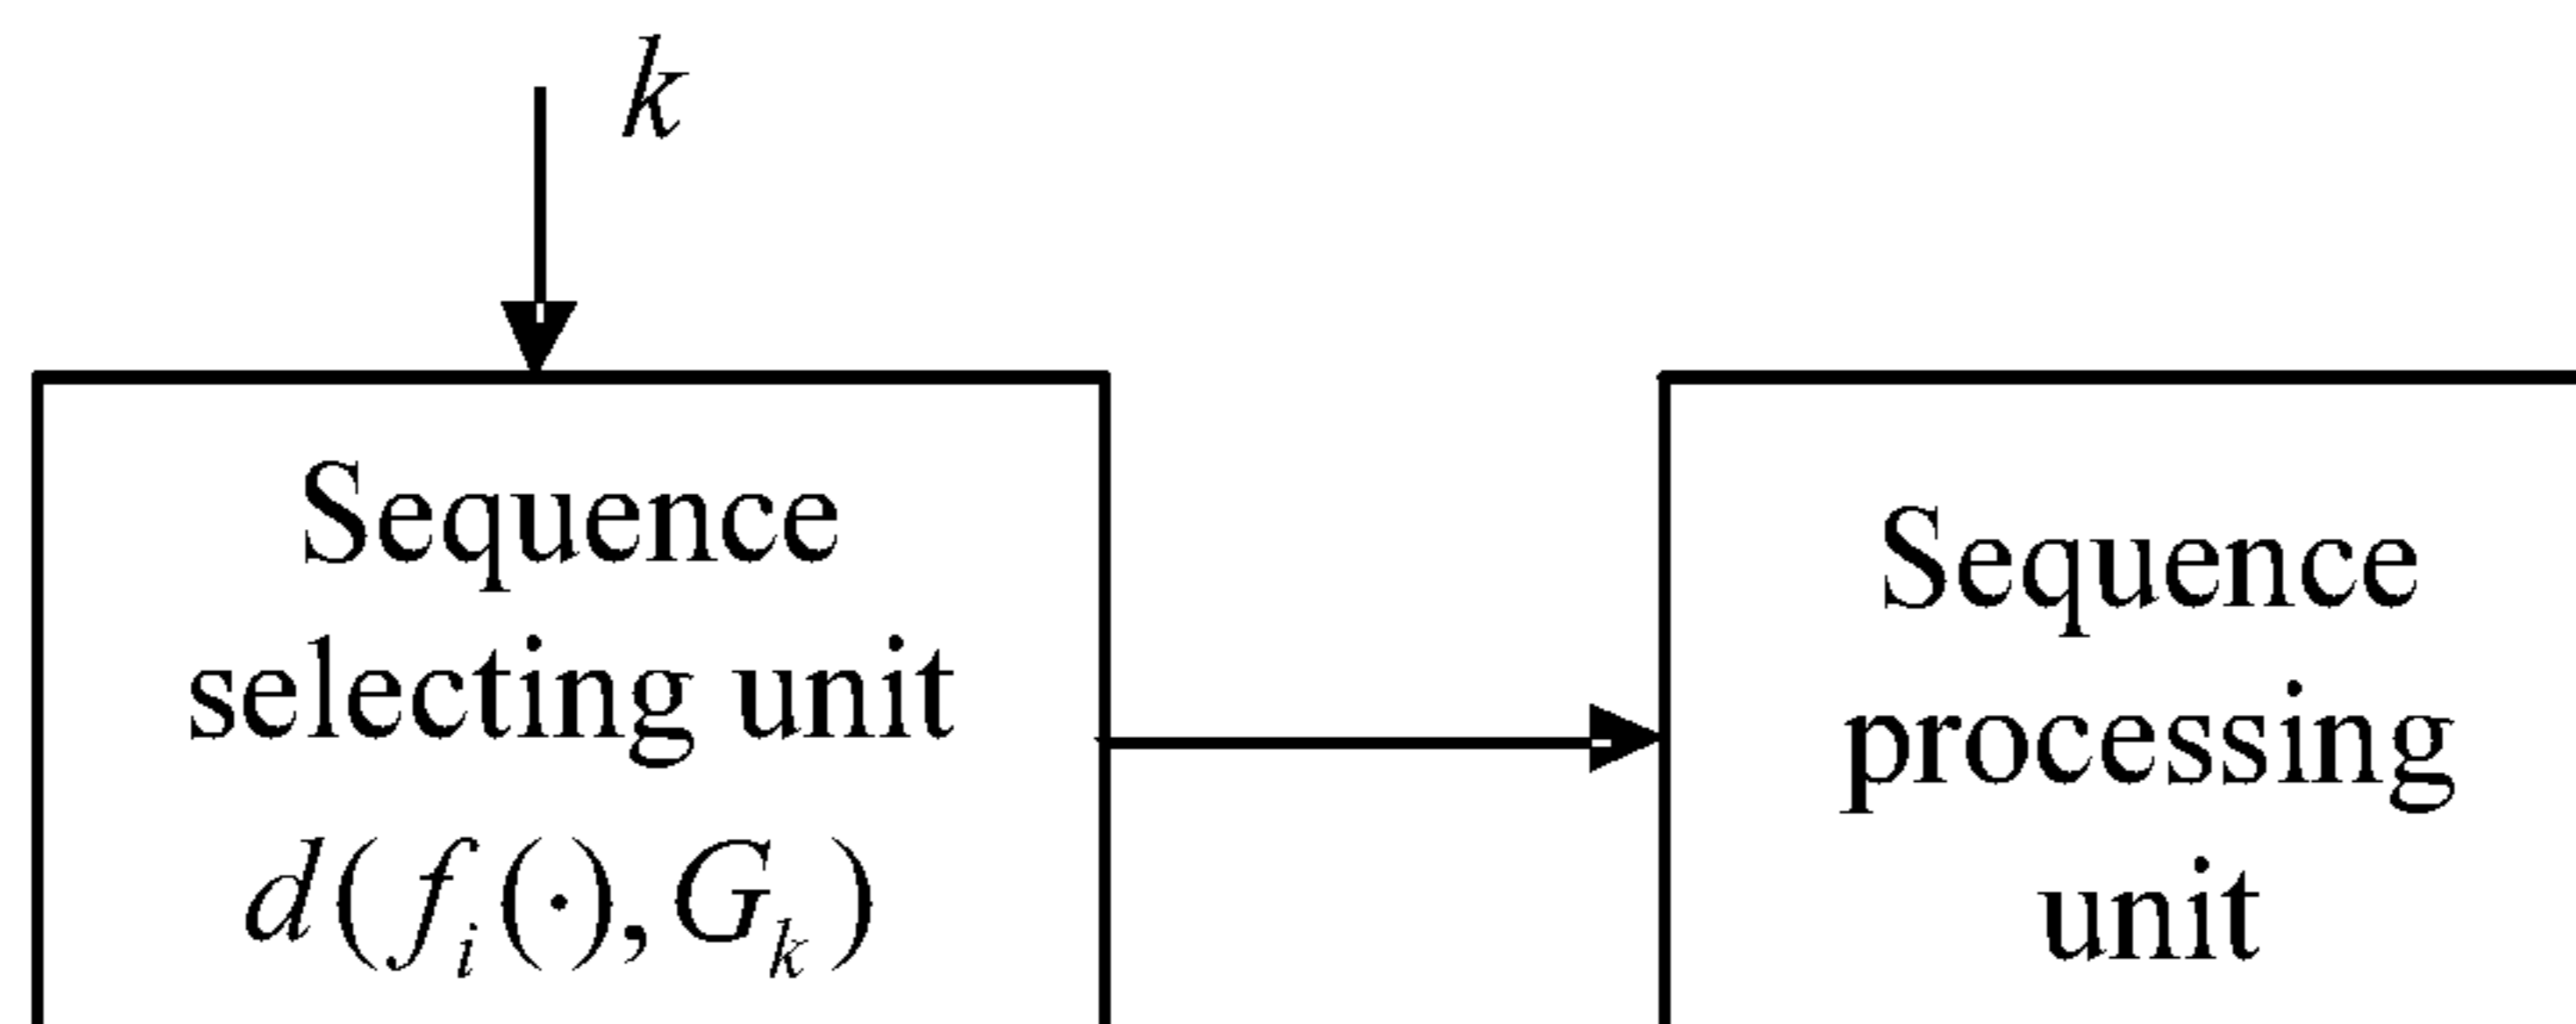 k
Sequence
selecting unit
d(f_i(·), G_k)
Sequence
processing
unit